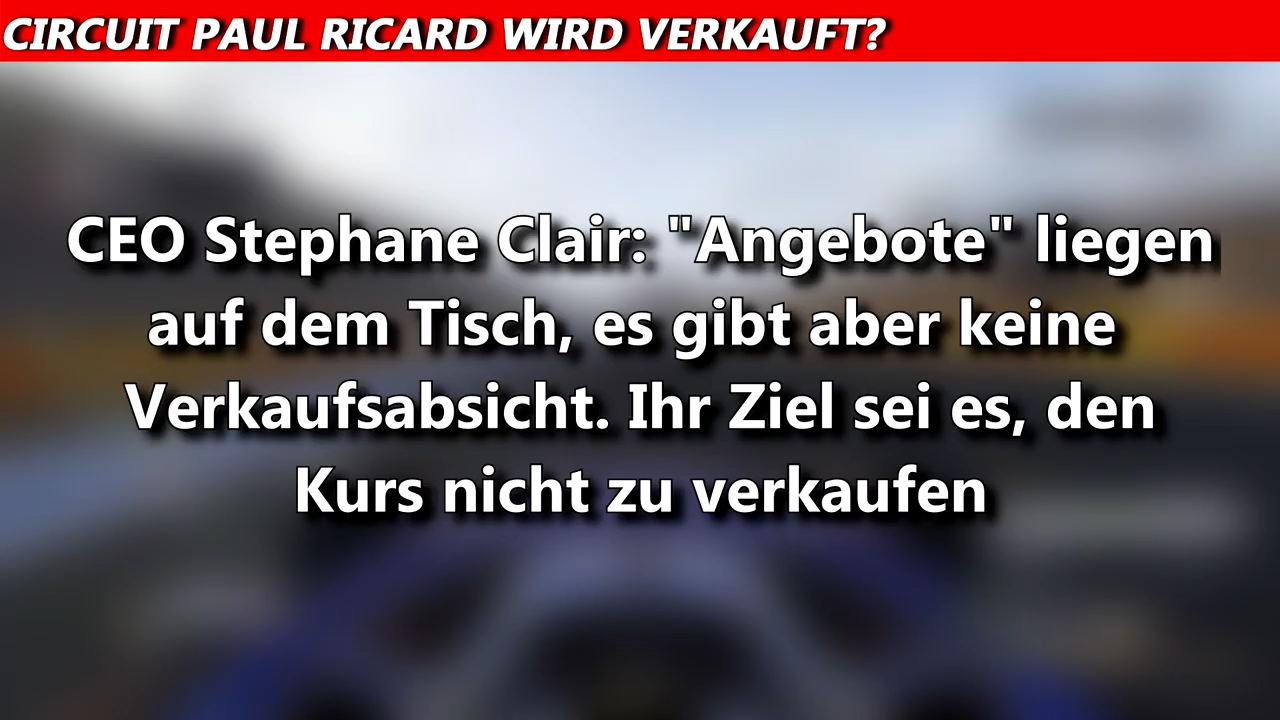 CIRCUIT PAUL RICARD WIRD VERKAUFT?
CEO Stephane Clair: "Angebote" liegen
auf dem Tisch, es gibt aber keine
Verkaufsabsicht. Ihr Ziel sei es, den
Kurs nicht zu verkaufen